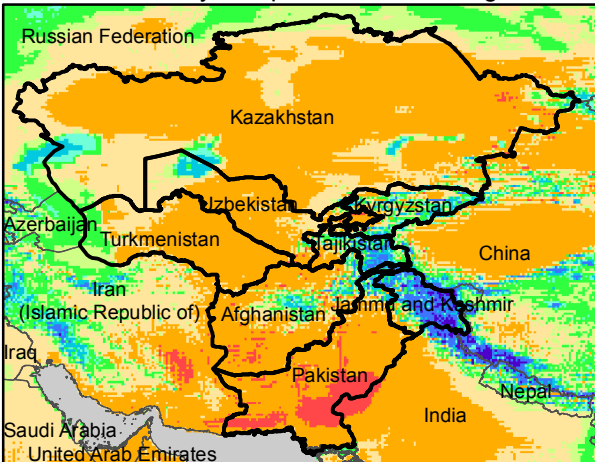 Russian Federation
Kazakhstan
Uzbekistan
Kyrgyzstan
Azerbaijan
Turkmenistan
Tajikistan
China
Iran
(Islamic Republic of)
Afghanistan
Jammu and Kashmir
Iraq
Pakistan
Nepal
India
Saudi Arabia
United Arab Emirates